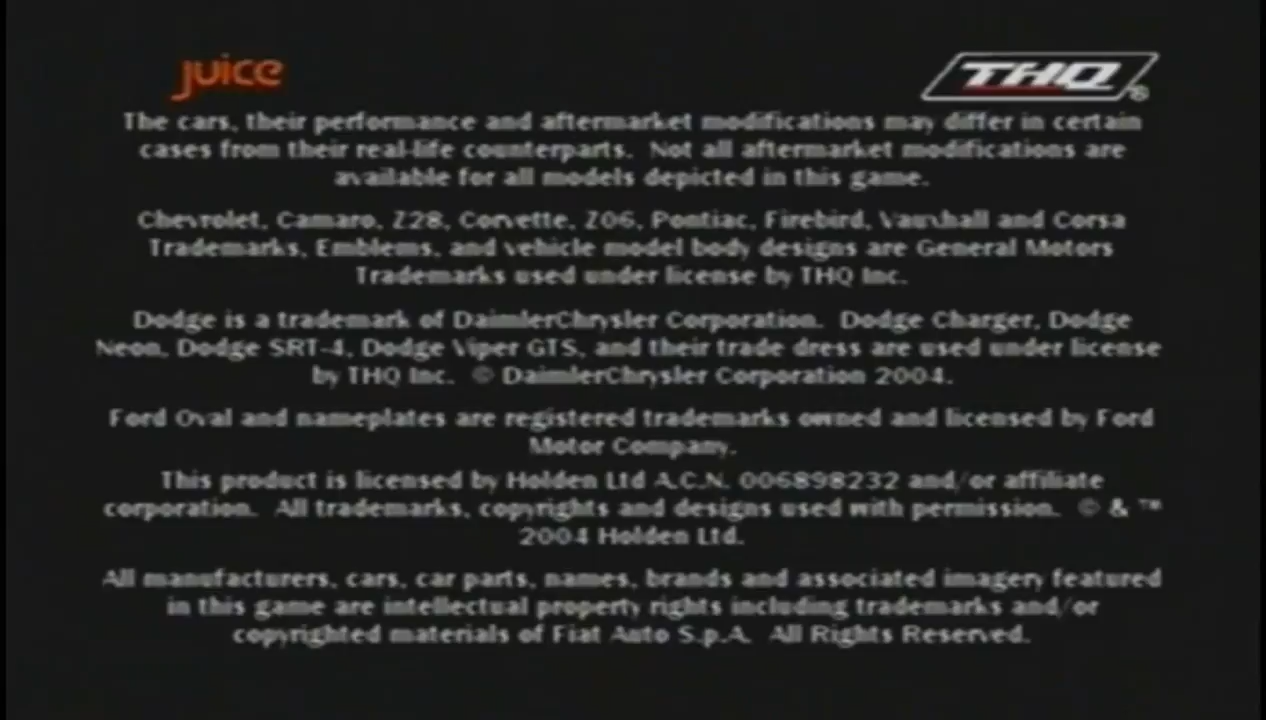 juice
THQ®
The cars, their performance and aftermarket modifications may differ in certain
cases from their real-life counterparts. Not all aftermarket modifications are
available for all models depicted in this game.
Chevrolet, Camaro, Z28, Corvette, Z06, Pontiac, Firebird, Vauxhall and Corsa
Trademarks, Emblems, and vehicle model body designs are General Motors
Trademarks used under license by THQ Inc.
Dodge is a trademark of DaimlerChrysler Corporation. Dodge Charger, Dodge
Neon, Dodge SRT-4, Dodge Viper GTS, and their trade dress are used under license
by THQ Inc. © DaimlerChrysler Corporation 2004.
Ford Oval and nameplates are registered trademarks owned and licensed by Ford
Motor Company.
This product is licensed by Holden Ltd A.C.N. 006898232 and/or affiliate
corporation. All trademarks, copyrights and designs used with permission. © & ™
2004 Holden Ltd.
All manufacturers, cars, car parts, names, brands and associated imagery featured
in this game are intellectual property rights including trademarks and/or
copyrighted materials of Fiat Auto S.p.A. All Rights Reserved.